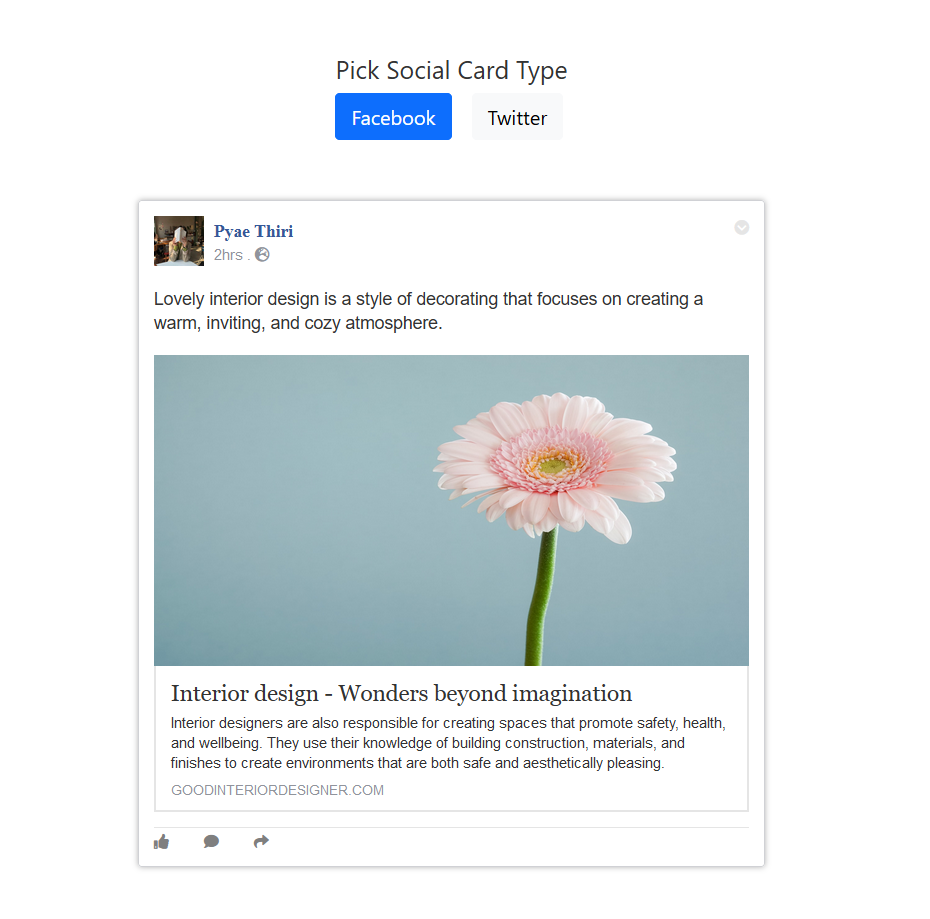 Pick Social Card Type
Facebook
Twitter
Pyae Thiri
2hrs .
Lovely interior design is a style of decorating that focuses on creating a
warm, inviting, and cozy atmosphere.
Interior design - Wonders beyond imagination
Interior designers are also responsible for creating spaces that promote safety, health,
and wellbeing. They use their knowledge of building construction, materials, and
finishes to create environments that are both safe and aesthetically pleasing.
GOODINTERIORDESIGNER.COM